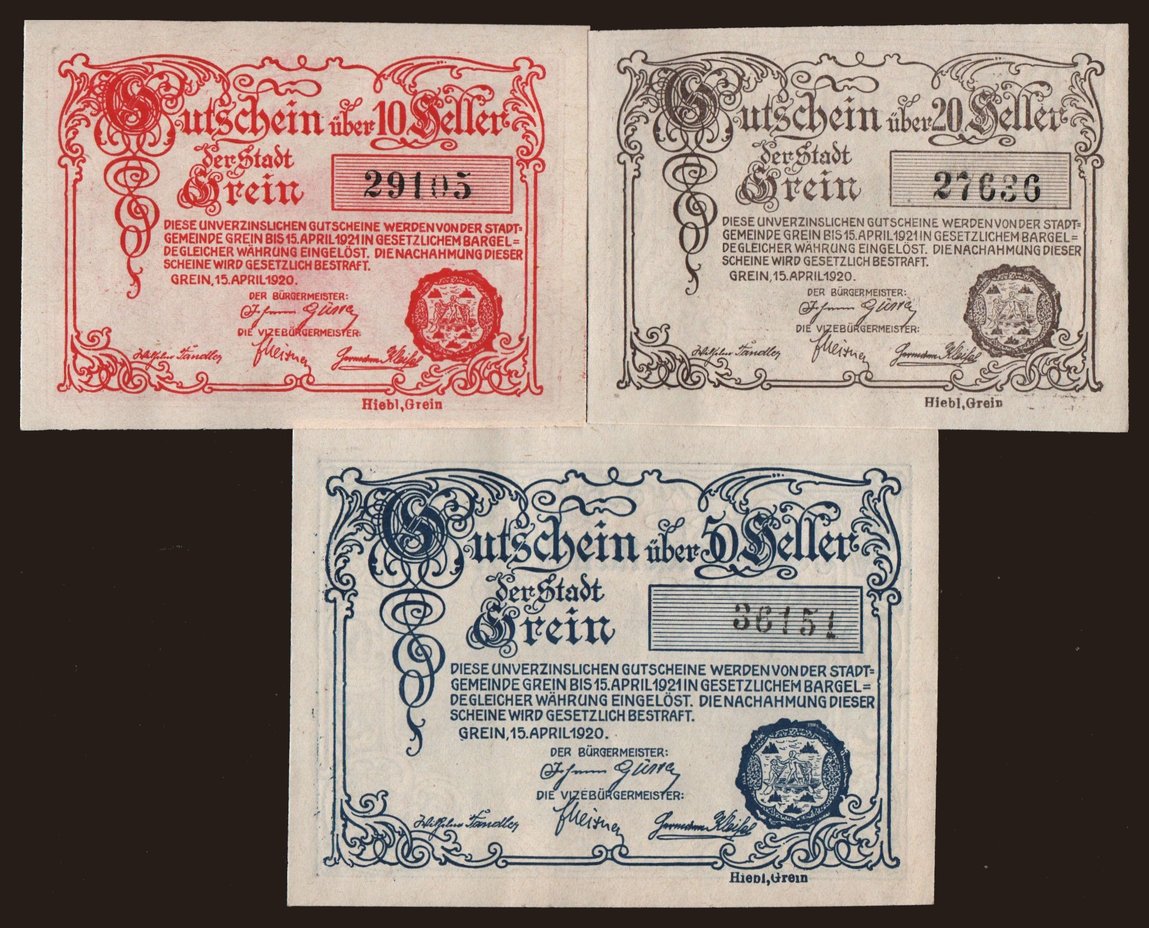 Gutschein über 10 Heller
der Stadt
Grein
29105
DIESE UNVERZINSLICHEN GUTSCHEINE WERDEN VON DER STADT=
GEMEINDE GREIN BIS 15. APRIL 1921 IN GESETZLICHEM BARGEL=
DE GLEICHER WÄHRUNG EINGELÖST. DIE NACHAHMUNG DIESER
SCHEINE WIRD GESETZLICH BESTRAFT.
GREIN, 15. APRIL 1920.
DER BÜRGERMEISTER:
Johann
DIE VIZEBÜRGERMEISTER:
Hiebl, Grein
Gutschein über 20 Heller
der Stadt
Grein
27636
DIESE UNVERZINSLICHEN GUTSCHEINE WERDEN VON DER STADT=
GEMEINDE GREIN BIS 15. APRIL 1921 IN GESETZLICHEM BARGEL=
DE GLEICHER WÄHRUNG EINGELÖST. DIE NACHAHMUNG DIESER
SCHEINE WIRD GESETZLICH BESTRAFT.
GREIN, 15. APRIL 1920.
DER BÜRGERMEISTER:
Johann
DIE VIZEBÜRGERMEISTER:
Hiebl, Grein
Gutschein über 50 Heller
der Stadt
Grein
36151
DIESE UNVERZINSLICHEN GUTSCHEINE WERDEN VON DER STADT=
GEMEINDE GREIN BIS 15. APRIL 1921 IN GESETZLICHEM BARGEL=
DE GLEICHER WÄHRUNG EINGELÖST. DIE NACHAHMUNG DIESER
SCHEINE WIRD GESETZLICH BESTRAFT.
GREIN, 15. APRIL 1920.
DER BÜRGERMEISTER:
Johann
DIE VIZEBÜRGERMEISTER:
Hiebl, Grein